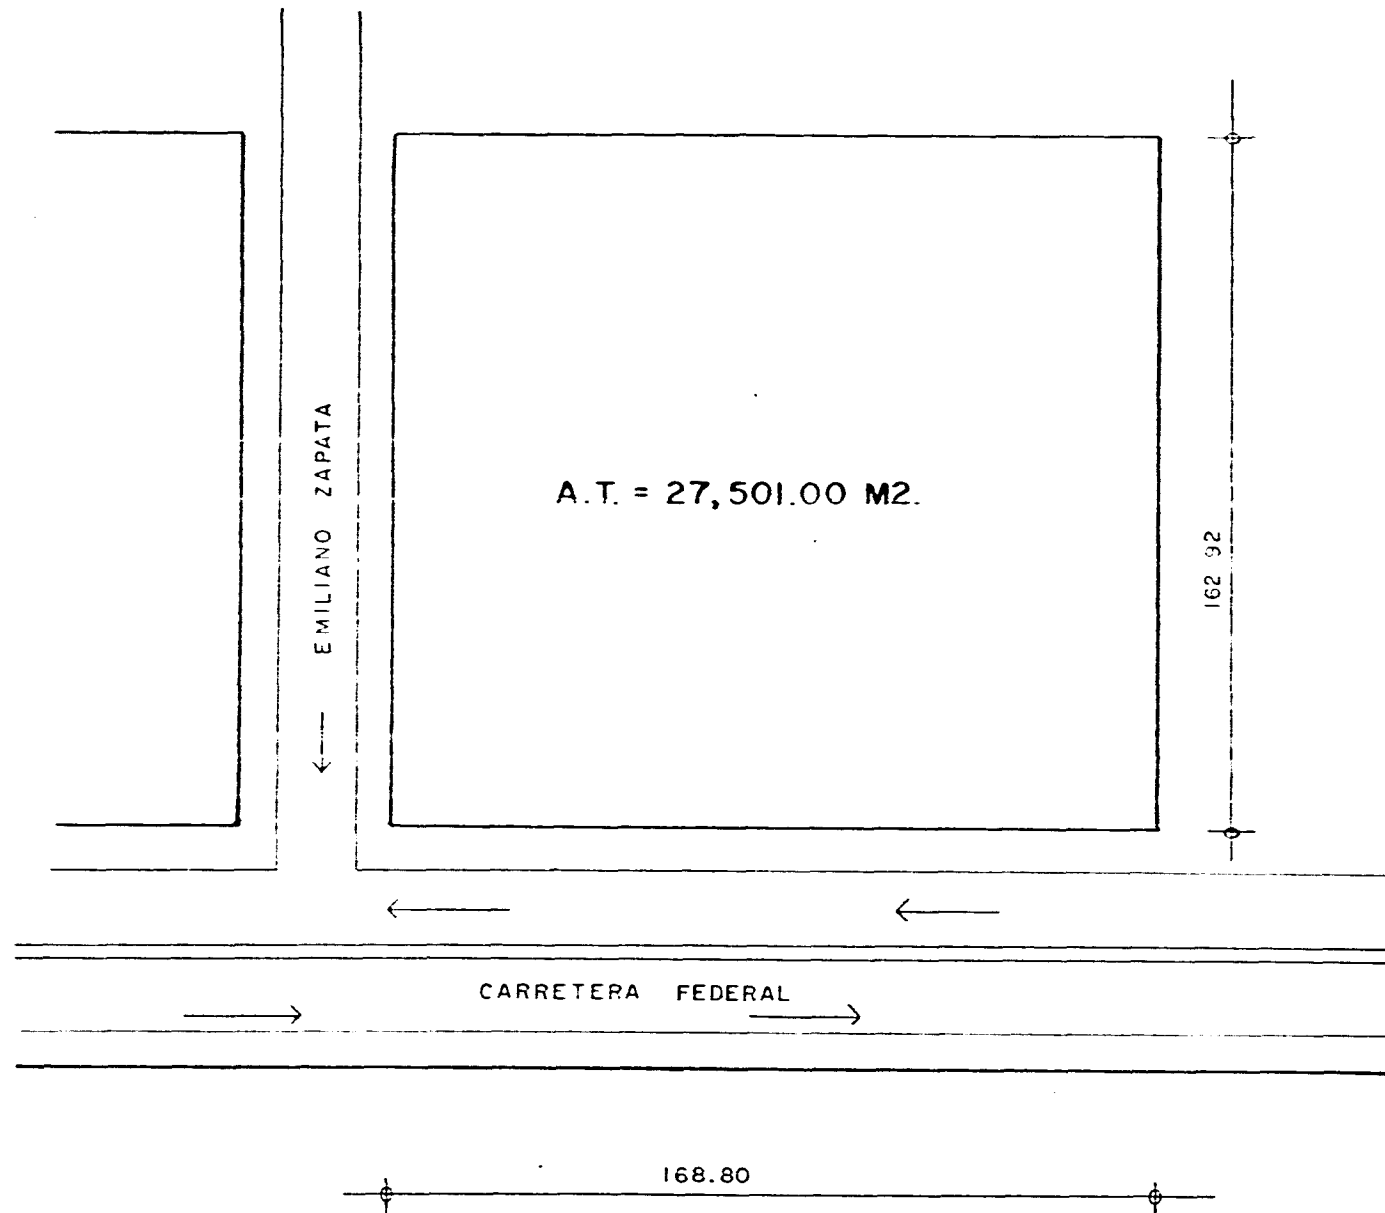 EMILIANO ZAPATA
A.T. = 27,501.00 M2.
162 92
CARRETERA FEDERAL
168.80